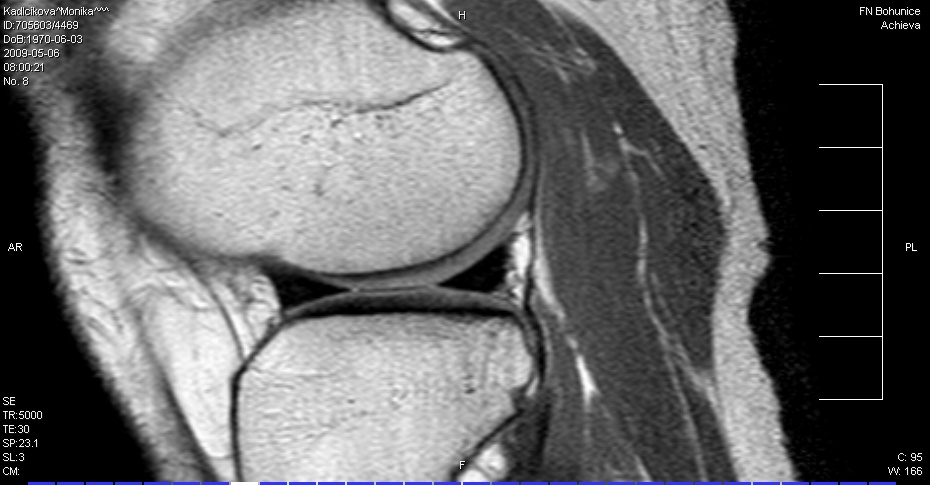 Kadlcikova^Monika^^^
ID:705603/4469
DoB:1970-06-03
2009-05-06
08:00:21
No. 8
H
FN Bohunice
Achieva
AR
PL
SE
TR:5000
TE:30
SP:23.1
SL:3
CM:
F
C: 95
W: 166